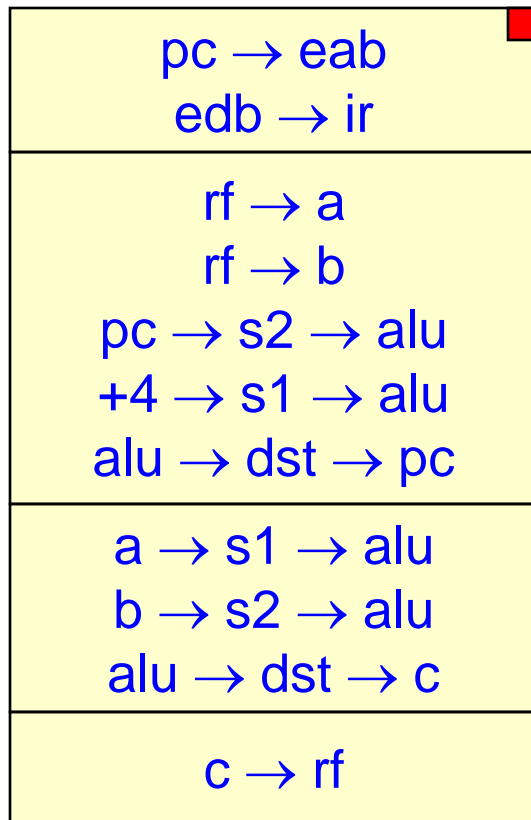 pc → eab
edb → ir
rf → a
rf → b
pc → s2 → alu
+4 → s1 → alu
alu → dst → pc
a → s1 → alu
b → s2 → alu
alu → dst → c
c → rf